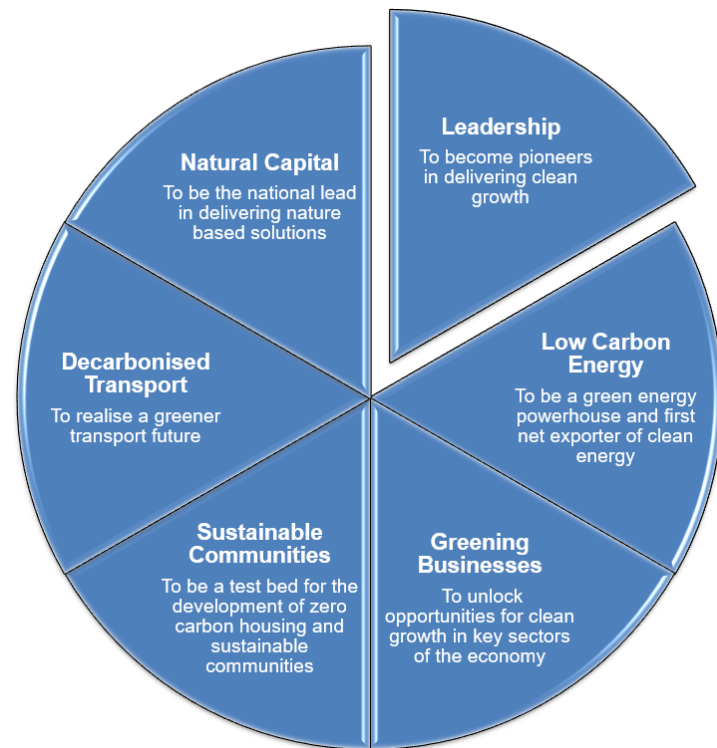 Leadership
To become pioneers
in delivering clean
growth
Low Carbon
Energy
To be a green energy
powerhouse and first
net exporter of clean
energy
Greening
Businesses
To unlock
opportunities for clean
growth in key sectors
of the economy
Sustainable
Communities
To be a test bed for the
development of zero
carbon housing and
sustainable
communities
Decarbonised
Transport
To realise a greener
transport future
Natural Capital
To be the national lead
in delivering nature
based solutions